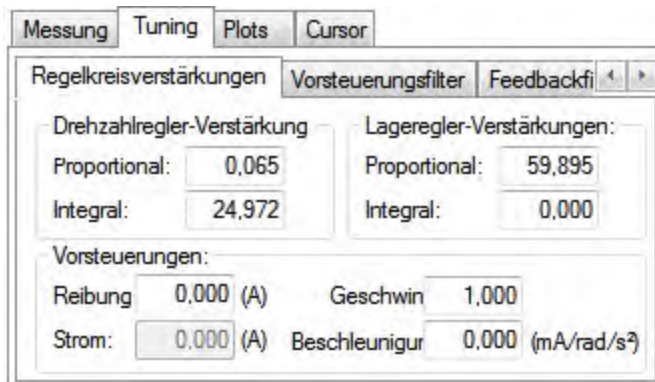 Messung Tuning Plots Cursor
Regelkreisverstärkungen Vorsteuerungsfilter Feedbackfi
Drehzahlregler-Verstärkung Lageregler-Verstärkungen:
Proportional: 0,065 Proportional: 59,895
Integral: 24,972 Integral: 0,000
Vorsteuerungen:
Reibung 0,000 (A) Geschwin 1,000
Strom: 0,000 (A) Beschleunigur 0,000 (mA/rad/s²)